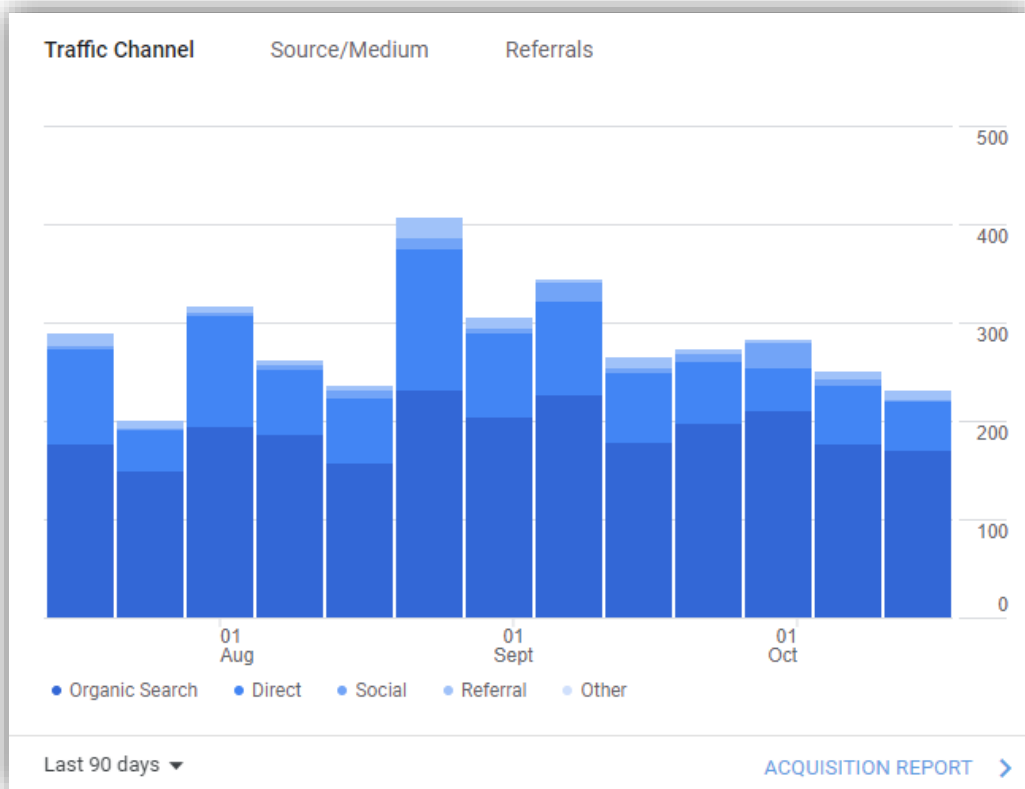 Traffic Channel Source/Medium Referrals
500
400
300
200
100
0
01 01 01
Aug Sept Oct
Organic Search Direct Social Referral Other
Last 90 days ACQUISITION REPORT